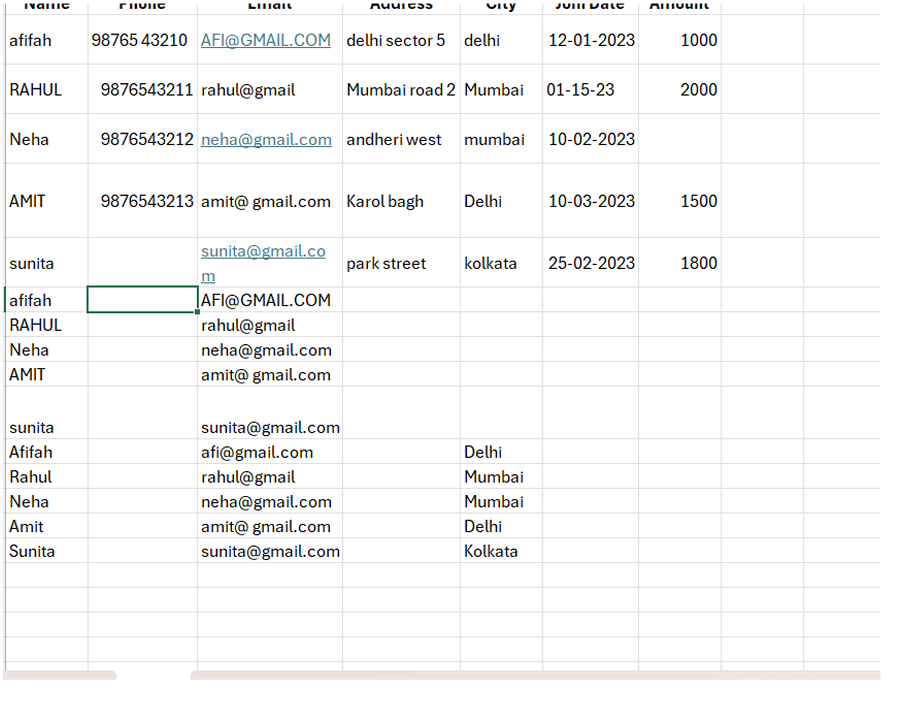 Name Phone Email Address City Join Date Amount
afifah 98765 43210 AFI@GMAIL.COM delhi sector 5 delhi 12-01-2023 1000
RAHUL 9876543211 rahul@gmail Mumbai road 2 Mumbai 01-15-23 2000
Neha 9876543212 neha@gmail.com andheri west mumbai 10-02-2023
AMIT 9876543213 amit@ gmail.com Karol bagh Delhi 10-03-2023 1500
sunita sunita@gmail.co
m park street kolkata 25-02-2023 1800
afifah AFI@GMAIL.COM
RAHUL rahul@gmail
Neha neha@gmail.com
AMIT amit@ gmail.com
sunita sunita@gmail.com
Afifah afi@gmail.com Delhi
Rahul rahul@gmail Mumbai
Neha neha@gmail.com Mumbai
Amit amit@ gmail.com Delhi
Sunita sunita@gmail.com Kolkata